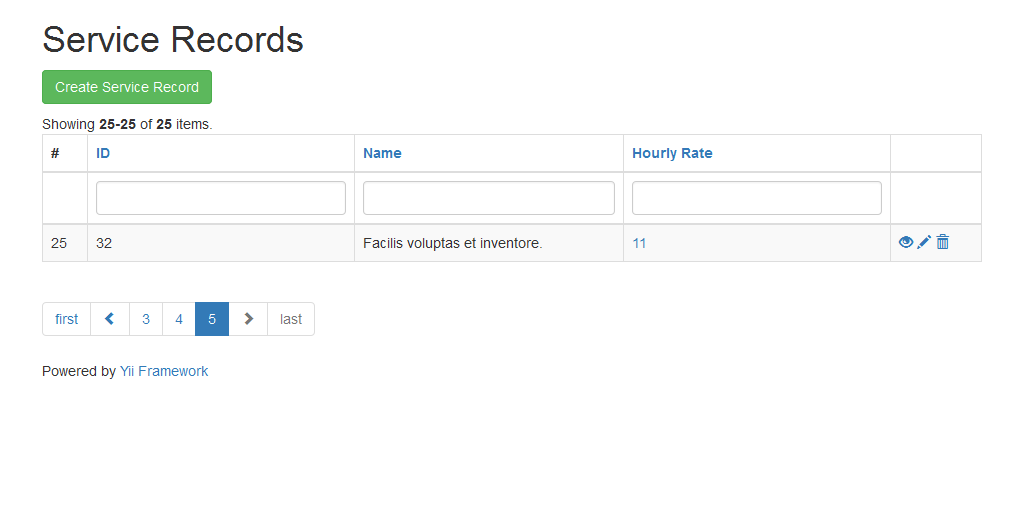 Service Records
Create Service Record
Showing 25-25 of 25 items.
# ID Name Hourly Rate
25 32 Facilis voluptas et inventore. 11
first 3 4 5 last
Powered by Yii Framework